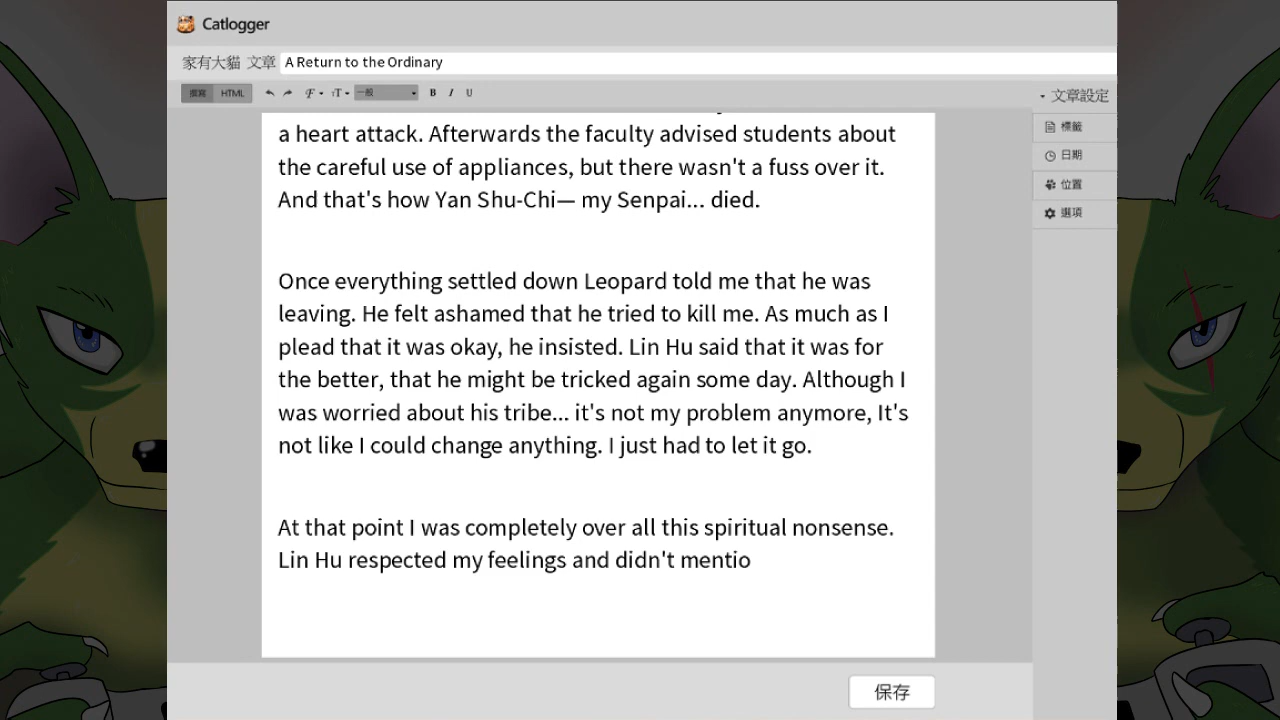 Catlogger
家有大貓 文章 A Return to the Ordinary
撰寫 HTML 一般 B I U
文章設定
標籤
日期
位置
選項
a heart attack. Afterwards the faculty advised students about
the careful use of appliances, but there wasn't a fuss over it.
And that's how Yan Shu-Chi— my Senpai... died.
Once everything settled down Leopard told me that he was
leaving. He felt ashamed that he tried to kill me. As much as I
plead that it was okay, he insisted. Lin Hu said that it was for
the better, that he might be tricked again some day. Although I
was worried about his tribe... it's not my problem anymore, It's
not like I could change anything. I just had to let it go.
At that point I was completely over all this spiritual nonsense.
Lin Hu respected my feelings and didn't mentio
保存